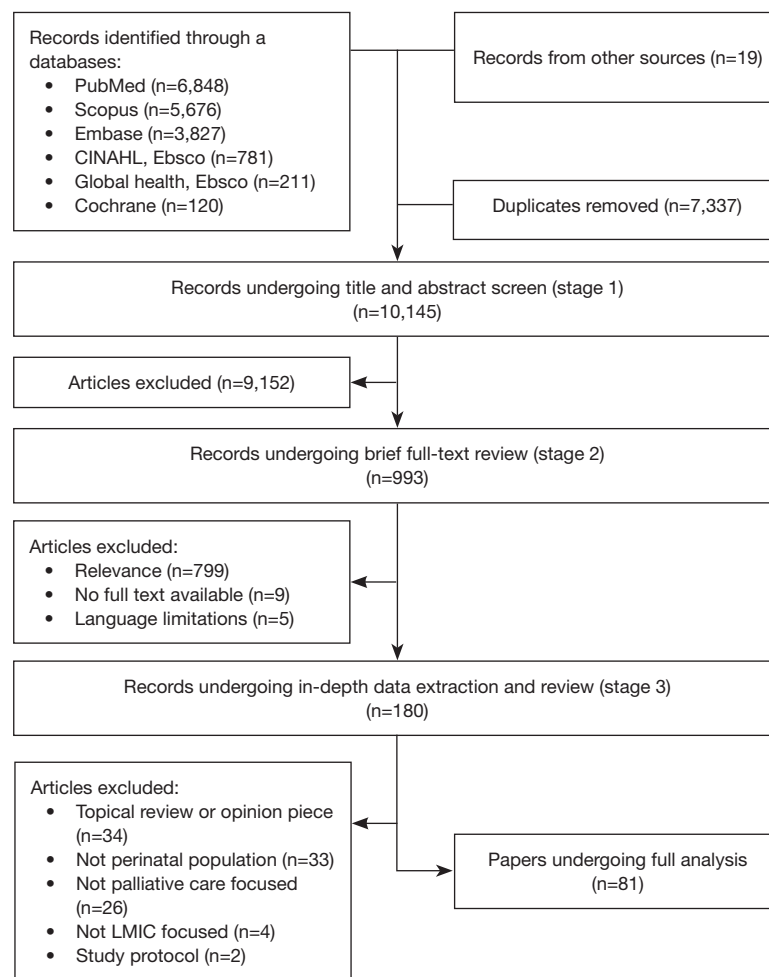 Records identified through a
databases:
• PubMed (n=6,848)
• Scopus (n=5,676)
• Embase (n=3,827)
• CINAHL, Ebsco (n=781)
• Global health, Ebsco (n=211)
• Cochrane (n=120)
Records from other sources (n=19)
Duplicates removed (n=7,337)
Records undergoing title and abstract screen (stage 1)
(n=10,145)
Articles excluded (n=9,152)
Records undergoing brief full-text review (stage 2)
(n=993)
Articles excluded:
• Relevance (n=799)
• No full text available (n=9)
• Language limitations (n=5)
Records undergoing in-depth data extraction and review (stage 3)
(n=180)
Articles excluded:
• Topical review or opinion piece
(n=34)
• Not perinatal population (n=33)
• Not palliative care focused
(n=26)
• Not LMIC focused (n=4)
• Study protocol (n=2)
Papers undergoing full analysis
(n=81)